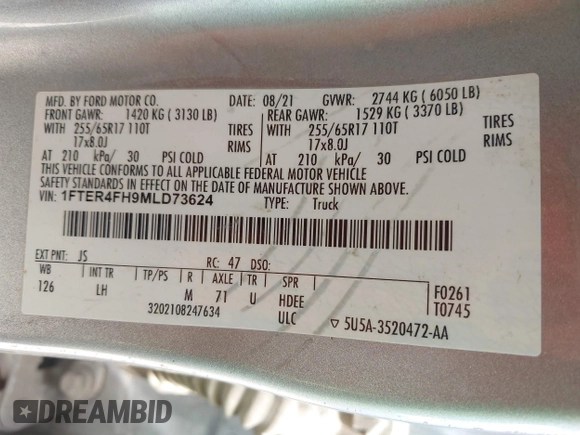 MFD. BY FORD MOTOR CO.
DATE: 08/21 GVWR: 2744 KG ( 6050 LB)
FRONT GAWR: 1420 KG ( 3130 LB) REAR GAWR: 1529 KG ( 3370 LB)
WITH 255/65R17 110T TIRES WITH 255/65R17 110T TIRES
17x8.0J RIMS 17x8.0J RIMS
AT 210 kPa/ 30 PSI COLD AT 210 kPa/ 30 PSI COLD
THIS VEHICLE CONFORMS TO ALL APPLICABLE FEDERAL MOTOR VEHICLE
SAFETY STANDARDS IN EFFECT ON THE DATE OF MANUFACTURE SHOWN ABOVE.
VIN: 1FTER4FH9MLD73624 TYPE: Truck
EXT PNT: JS RC: 47 DSO:
WB INT TR TP/PS R AXLE TR SPR
126 LH M 71 U HDEE
3202108247634 ULC
F0261
T0745
▽ 5U5A-3520472-AA
DREAMBID